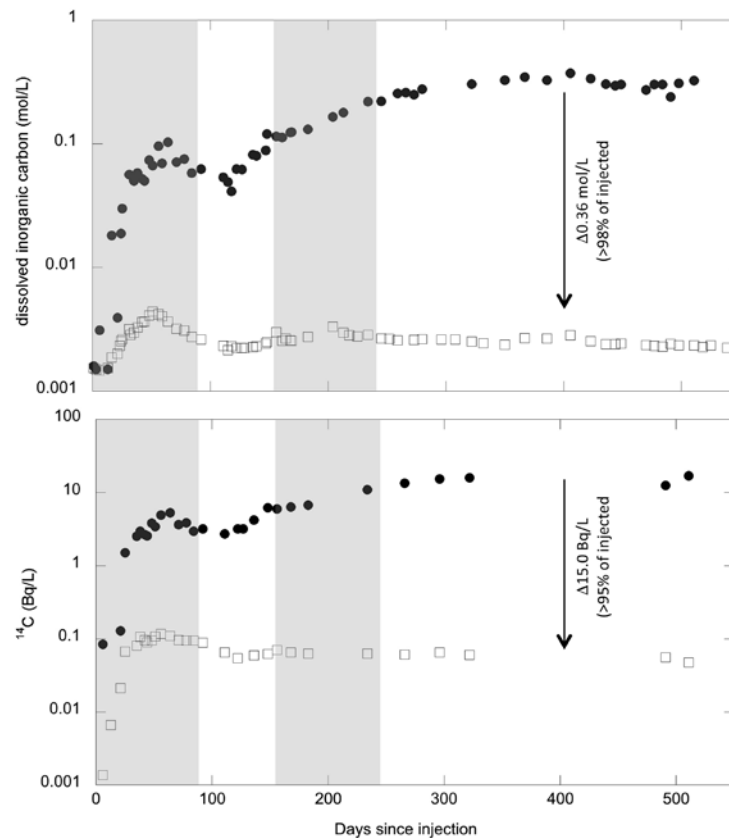 1
0.1
0.01
0.001
dissolved inorganic carbon (mol/L)
Δ0.36 mol/L
(>98% of injected)
100
10
1
0.1
0.01
0.001
¹⁴C (Bq/L)
Δ15.0 Bq/L
(>95% of injected)
0 100 200 300 400 500
Days since injection